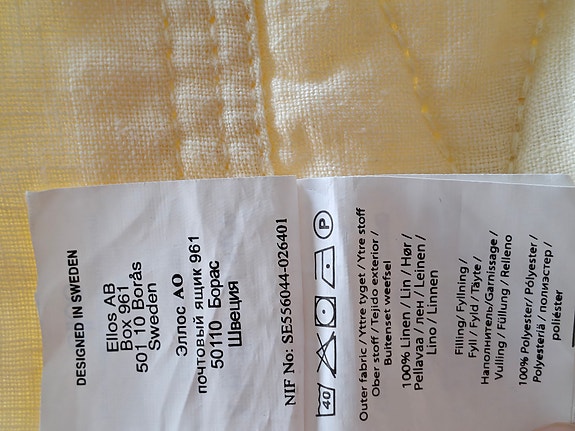 DESIGNED IN SWEDEN
Ellos AB
Box 961
501 10 Borås
Sweden
Эллос АО
почтовый ящик 961
50110 Борас
Швеция
NIF No: SE556044-026401
40 P
Outer fabric / Yttre tyget / Ytre stoff
Ober stoff / Tejido exterior /
Buitenset weefsel
100% Linen / Lin / Hør /
Pellavaa / лен / Leinen /
Lino / Linnen
Filling/ Fyllning/
Fyll / Fyld / Täyte /
Наполнитель/Garnissage /
Vulling / Füllung / Relleno
100% Polyester/ Pólyester/
Polyesteriä / полиэстер /
poliéster